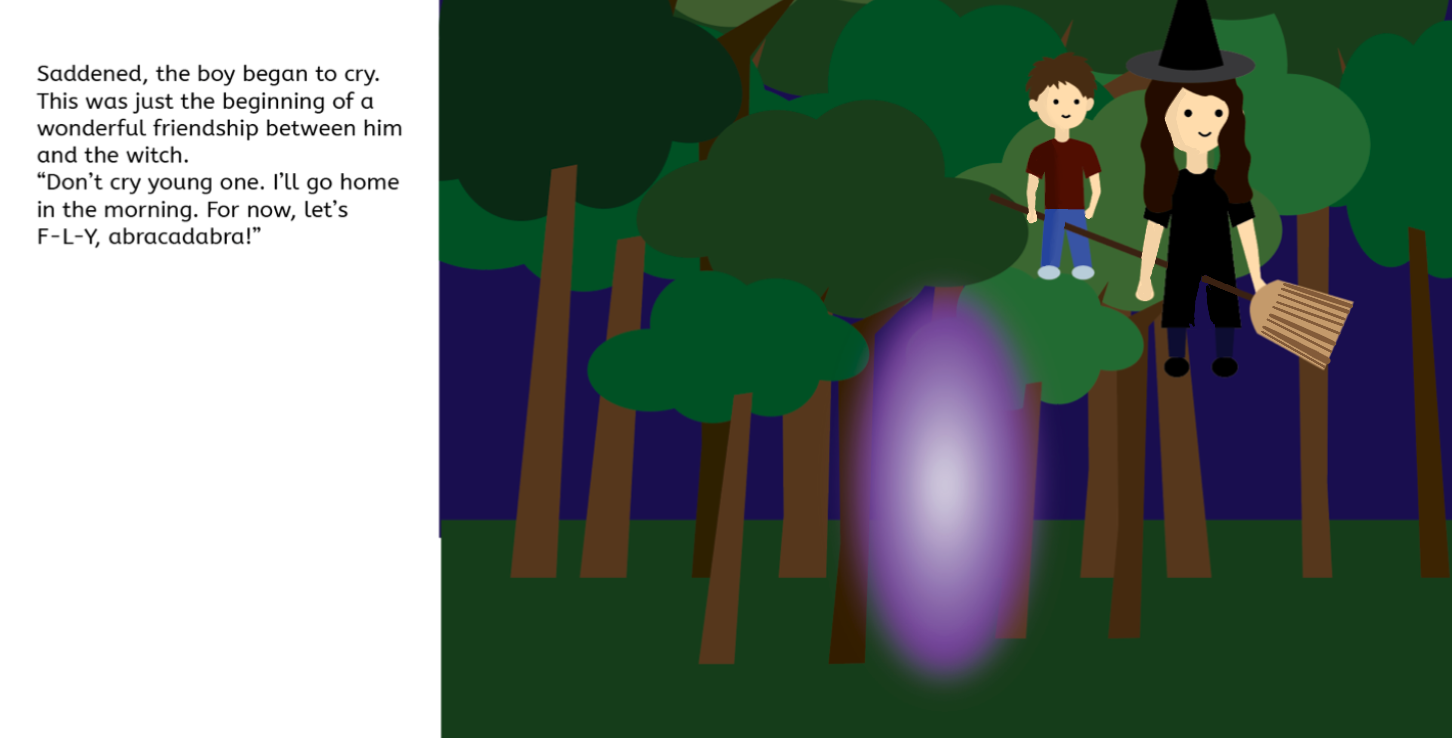 Saddened, the boy began to cry.
This was just the beginning of a
wonderful friendship between him
and the witch.
“Don’t cry young one. I’ll go home
in the morning. For now, let’s
F-L-Y, abracadabra!”